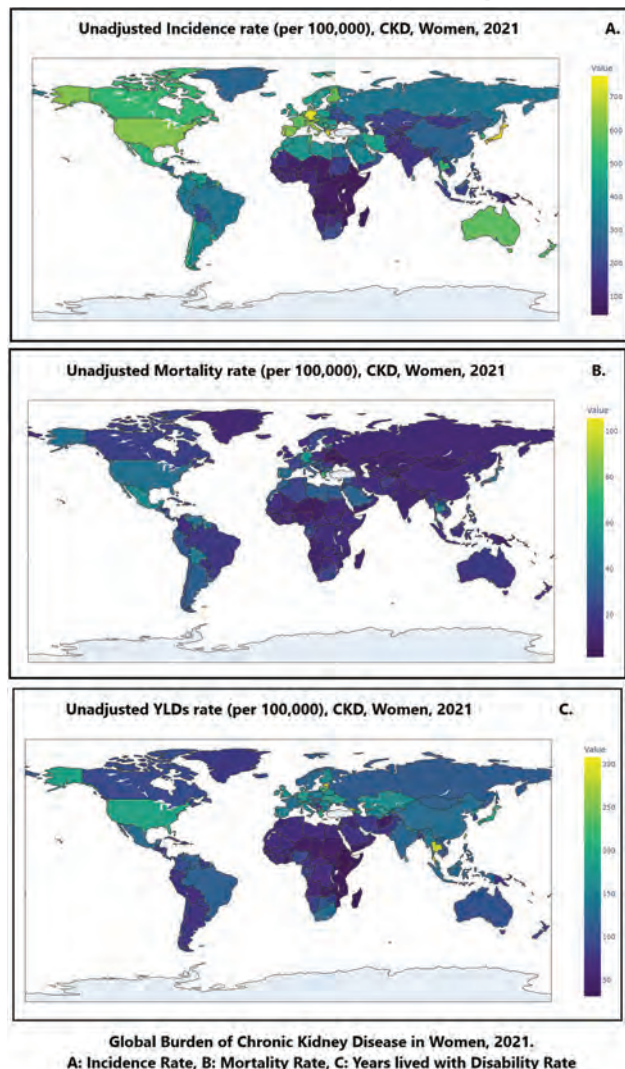 Unadjusted Incidence rate (per 100,000), CKD, Women, 2021 A.
Value
700
600
500
400
300
200
100
Unadjusted Mortality rate (per 100,000), CKD, Women, 2021 B.
Value
100
80
60
40
20
Unadjusted YLDs rate (per 100,000), CKD, Women, 2021 C.
Value
300
250
200
150
100
50
Global Burden of Chronic Kidney Disease in Women, 2021.
A: Incidence Rate, B: Mortality Rate, C: Years lived with Disability Rate